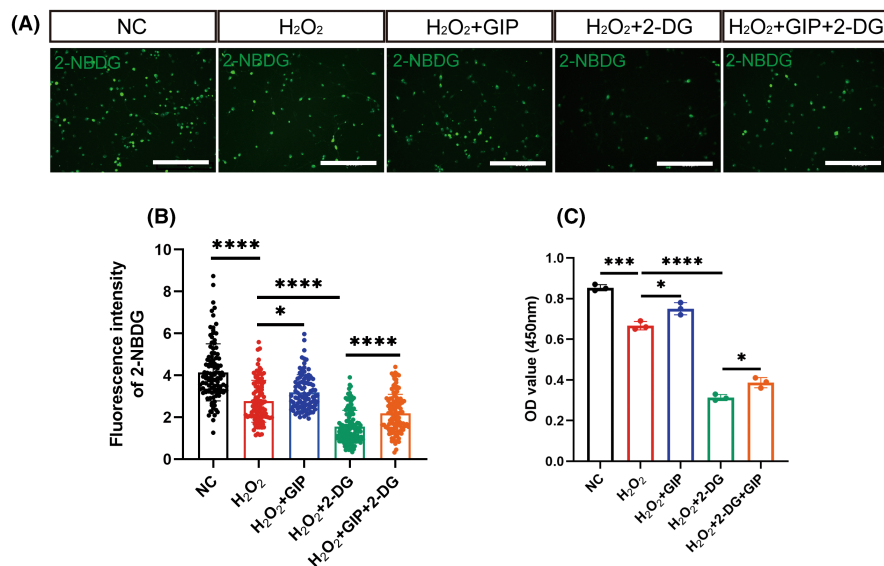 (A)
NC
H₂O₂
H₂O₂+GIP
H₂O₂+2-DG
H₂O₂+GIP+2-DG
2-NBDG
2-NBDG
2-NBDG
2-NBDG
2-NBDG
(B)
Fluorescence intensity
of 2-NBDG
10
8
6
4
2
0
****
****
*
****
NC
H₂O₂
H₂O₂+GIP
H₂O₂+2-DG
H₂O₂+GIP+2-DG
(C)
OD value (450nm)
1.0
0.8
0.6
0.4
0.2
0.0
***
****
*
*
NC
H₂O₂
H₂O₂+GIP
H₂O₂+2-DG
H₂O₂+2-DG+GIP